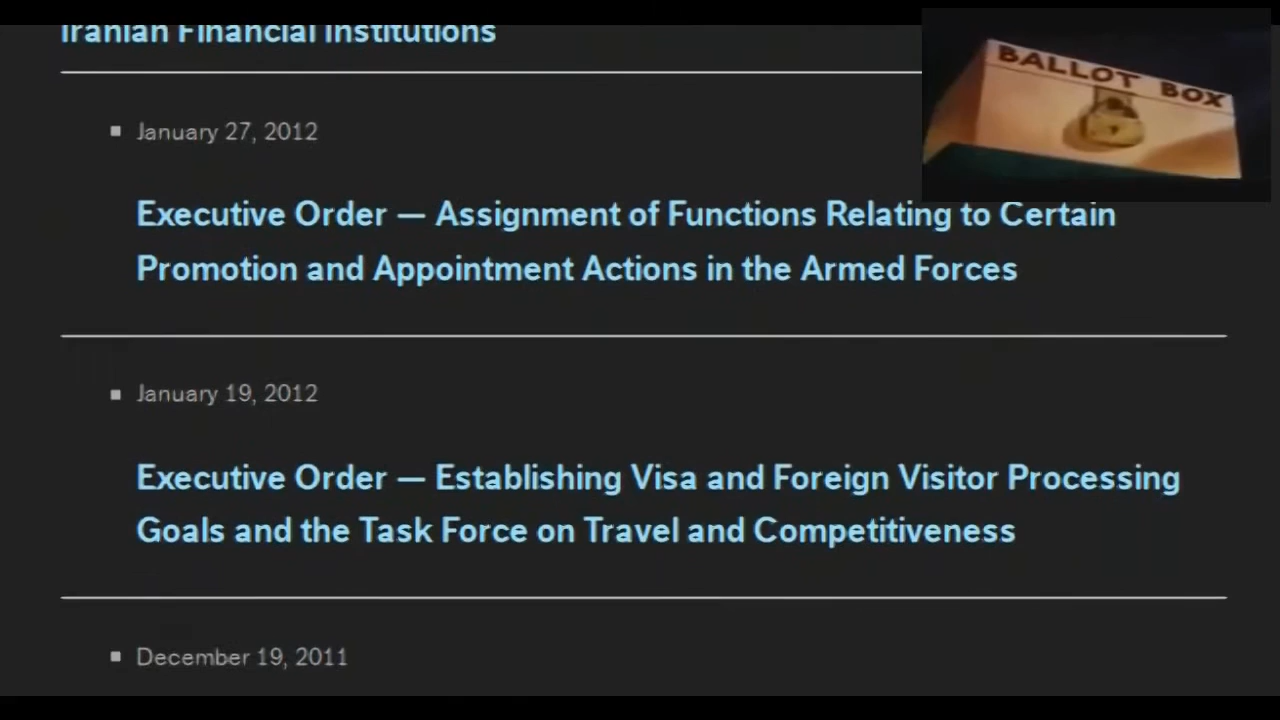 Iranian Financial Institutions
BALLOT BOX
January 27, 2012
Executive Order — Assignment of Functions Relating to Certain
Promotion and Appointment Actions in the Armed Forces
January 19, 2012
Executive Order — Establishing Visa and Foreign Visitor Processing
Goals and the Task Force on Travel and Competitiveness
December 19, 2011